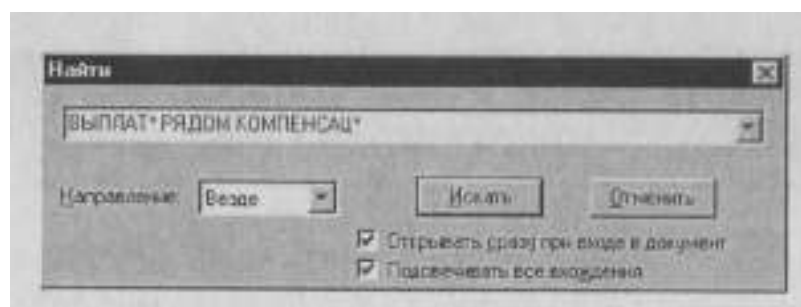 Найти
ВЫПЛАТ* РЯДОМ КОМПЕНСАЦ*
Направление: Везде Искать Отменить
Открывать сразу при входе в документ
Подсвечивать все вхождения